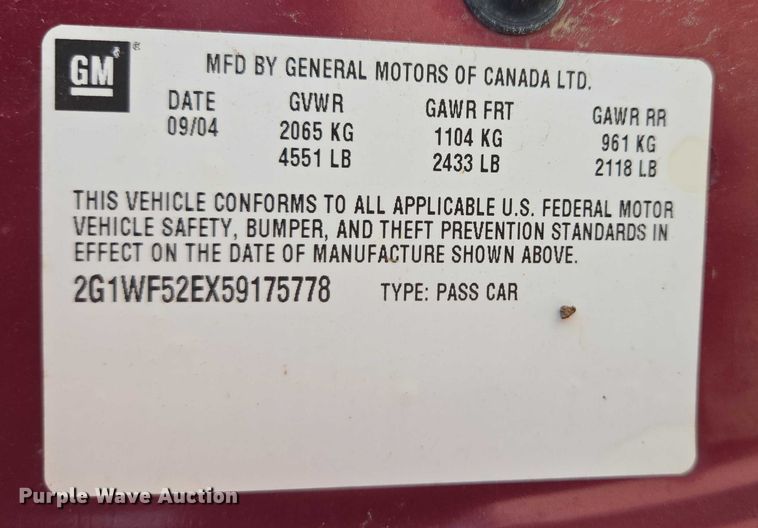 GM
MFD BY GENERAL MOTORS OF CANADA LTD.
DATE GVWR GAWR FRT GAWR RR
09/04 2065 KG 1104 KG 961 KG
4551 LB 2433 LB 2118 LB
THIS VEHICLE CONFORMS TO ALL APPLICABLE U.S. FEDERAL MOTOR
VEHICLE SAFETY, BUMPER, AND THEFT PREVENTION STANDARDS IN
EFFECT ON THE DATE OF MANUFACTURE SHOWN ABOVE.
2G1WF52EX59175778 TYPE: PASS CAR
Purple Wave Auction